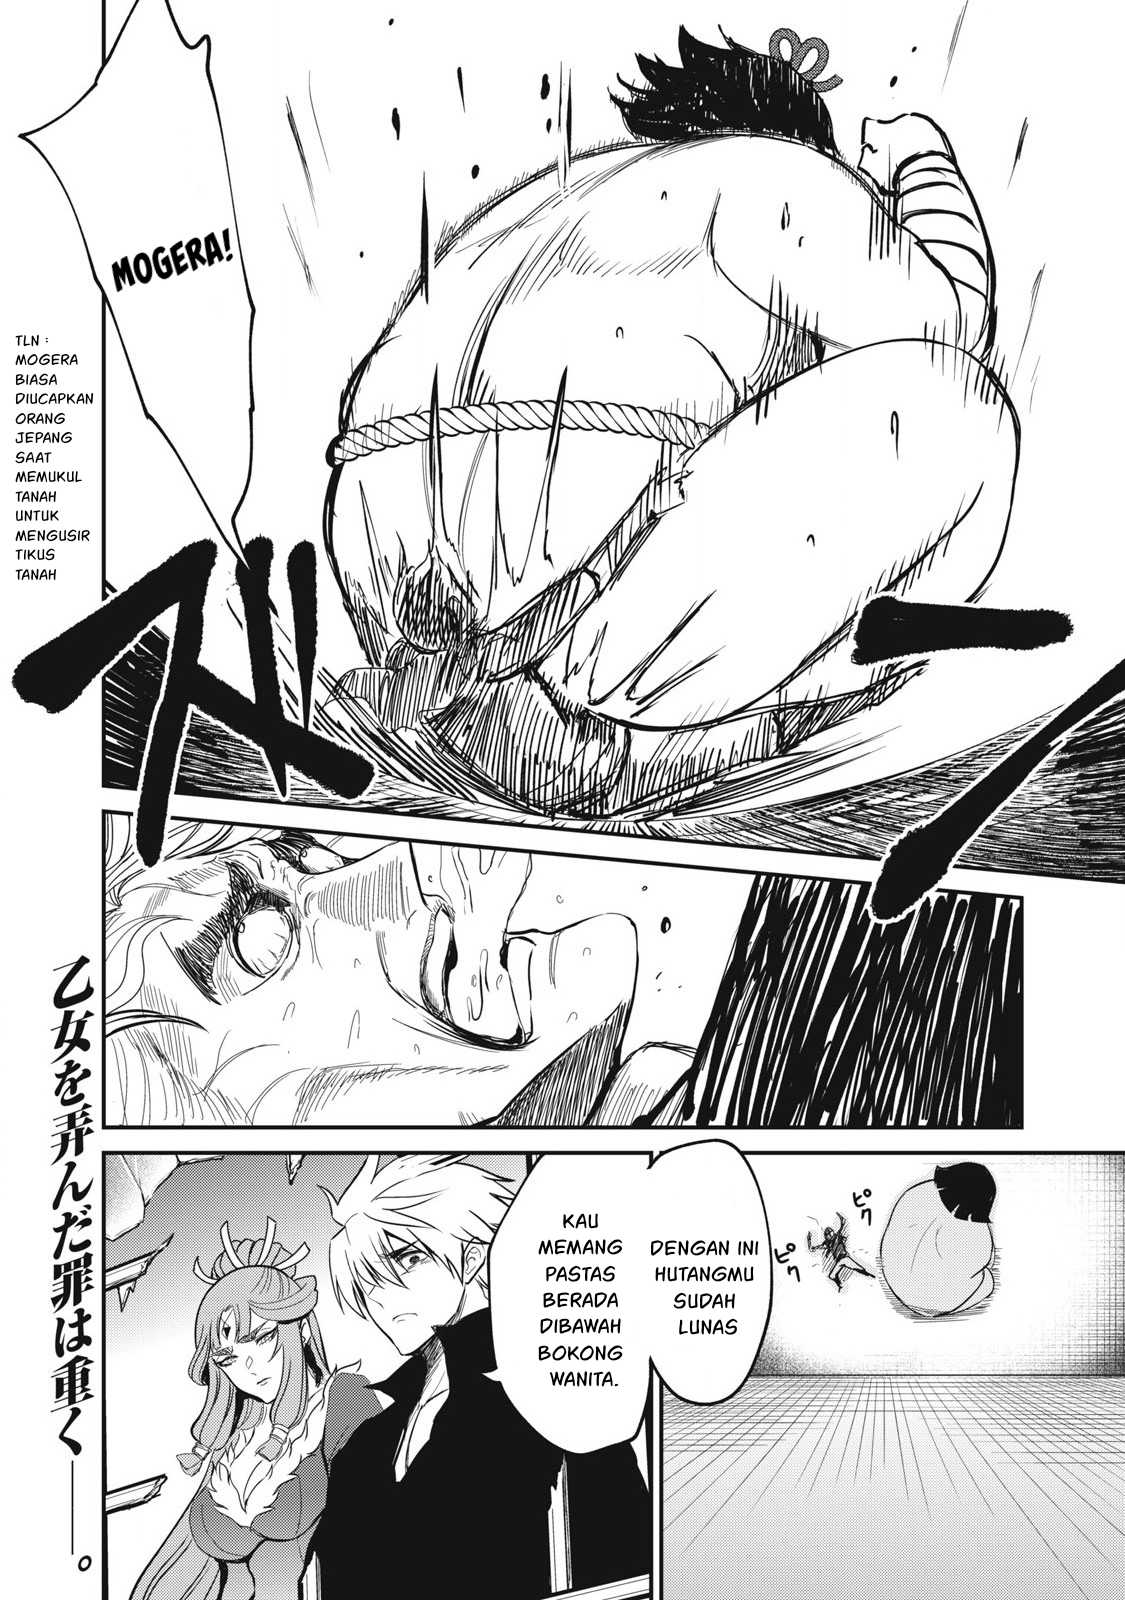 MOGERA!
TLN :
MOGERA
BIASA
DIUCAPKAN
ORANG
JEPANG
SAAT
MEMUKUL
TANAH
UNTUK
MENGUSIR
TIKUS
TANAH
ズーン
ピク
ピク
DENGAN INI
HUTANGMU
SUDAH
LUNAS
KAU
MEMANG
PASTAS
BERADA
DIBAWAH
BOKONG
WANITA.
乙女を弄んだ罪は重く――。